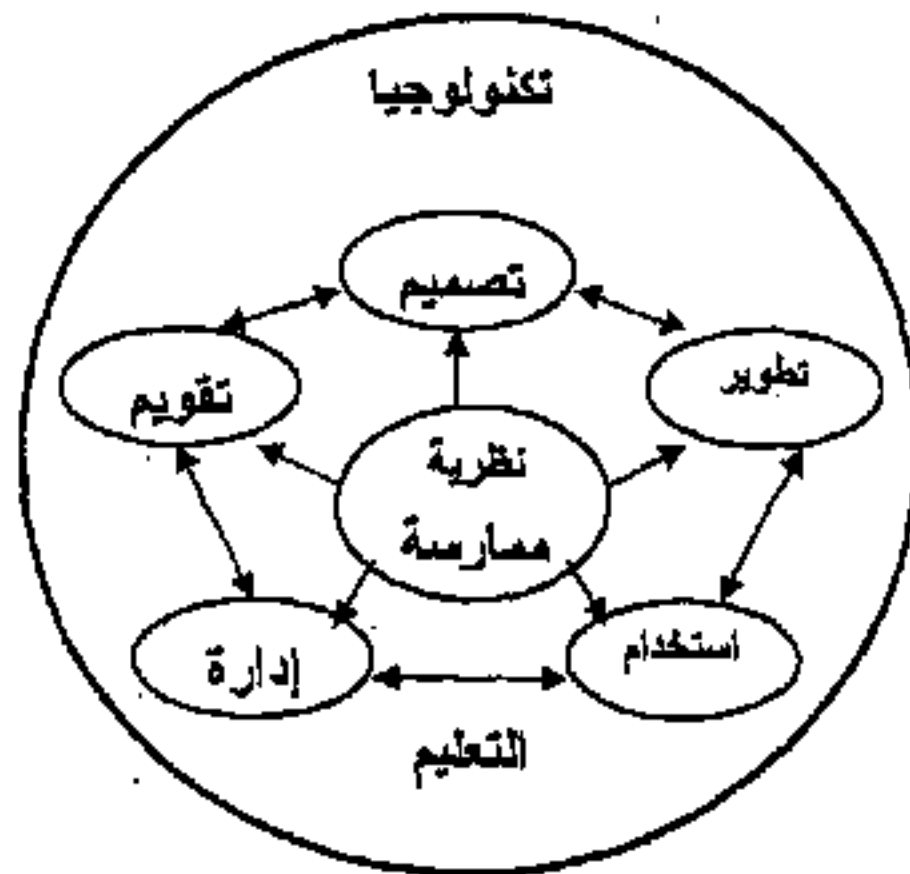 تكنولوجيا
تصميم
تطوير
تقويم
نظرية
ممارسة
استخدام
إدارة
التعليم